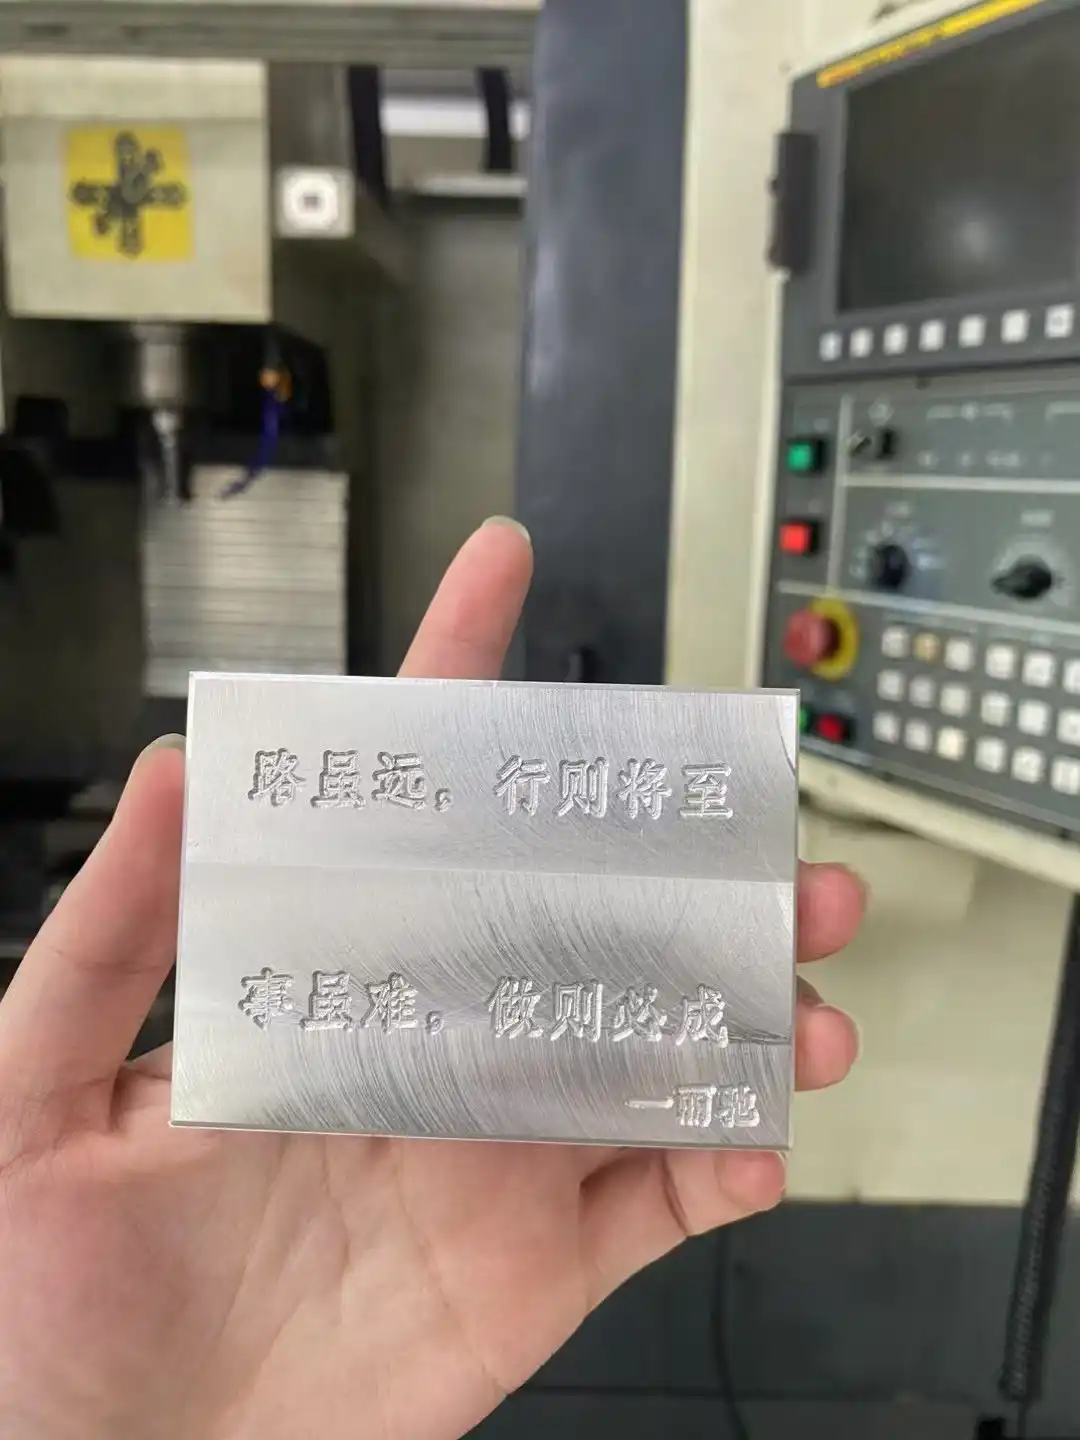 路虽远，行则将至
事虽难，做则必成
一丽驰